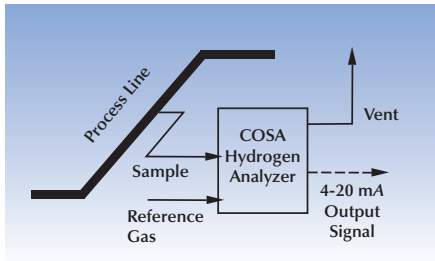 Process Line
COSA
Hydrogen
Analyzer
Vent
Sample
4-20 mA
Output
Signal
Reference
Gas